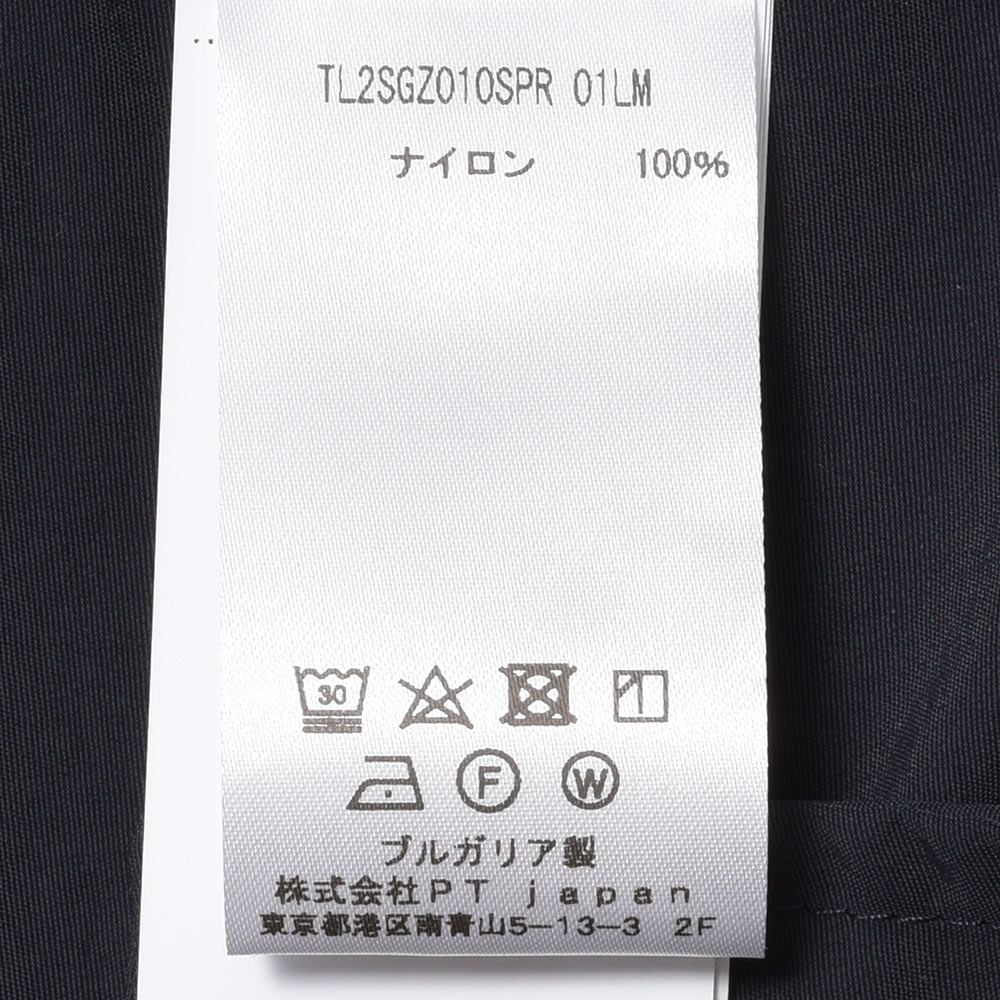 TL2SGZ010SPR 01LM
ナイロン 100%
30
F W
ブルガリア製
株式会社PT japan
東京都港区南青山5-13-3 2F